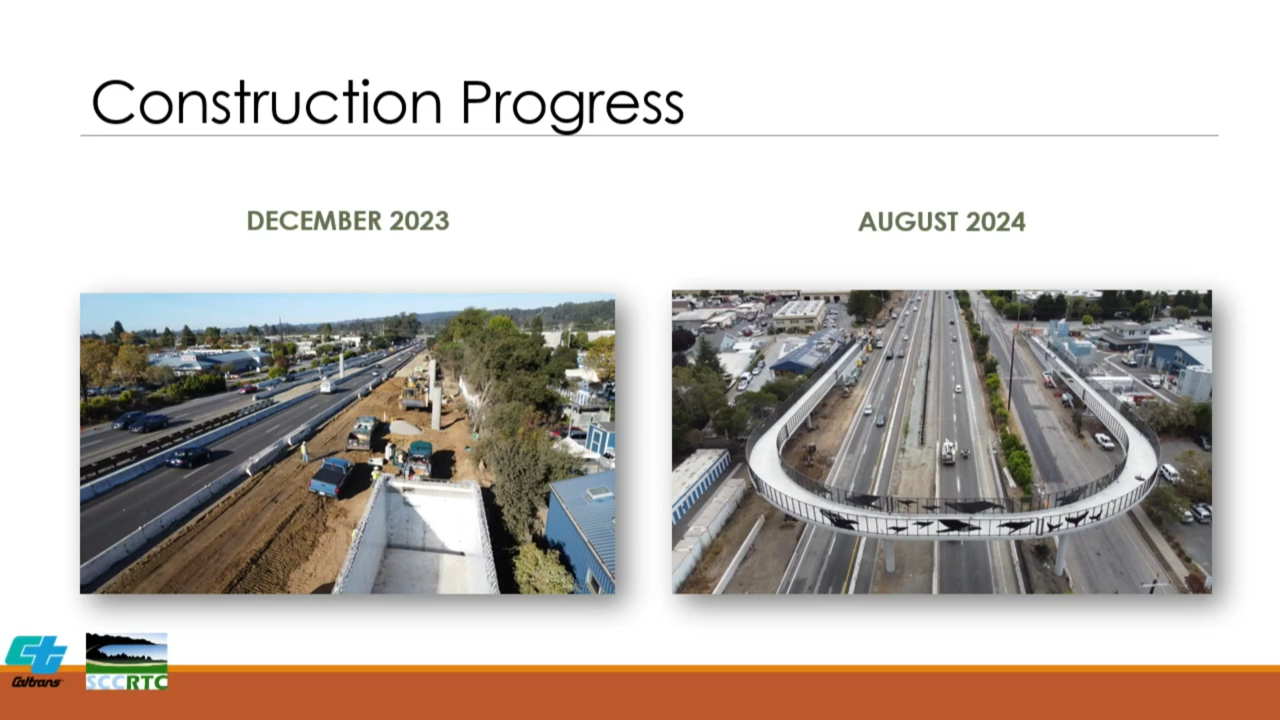 Construction Progress
DECEMBER 2023
AUGUST 2024
Caltrans
SCCRTC